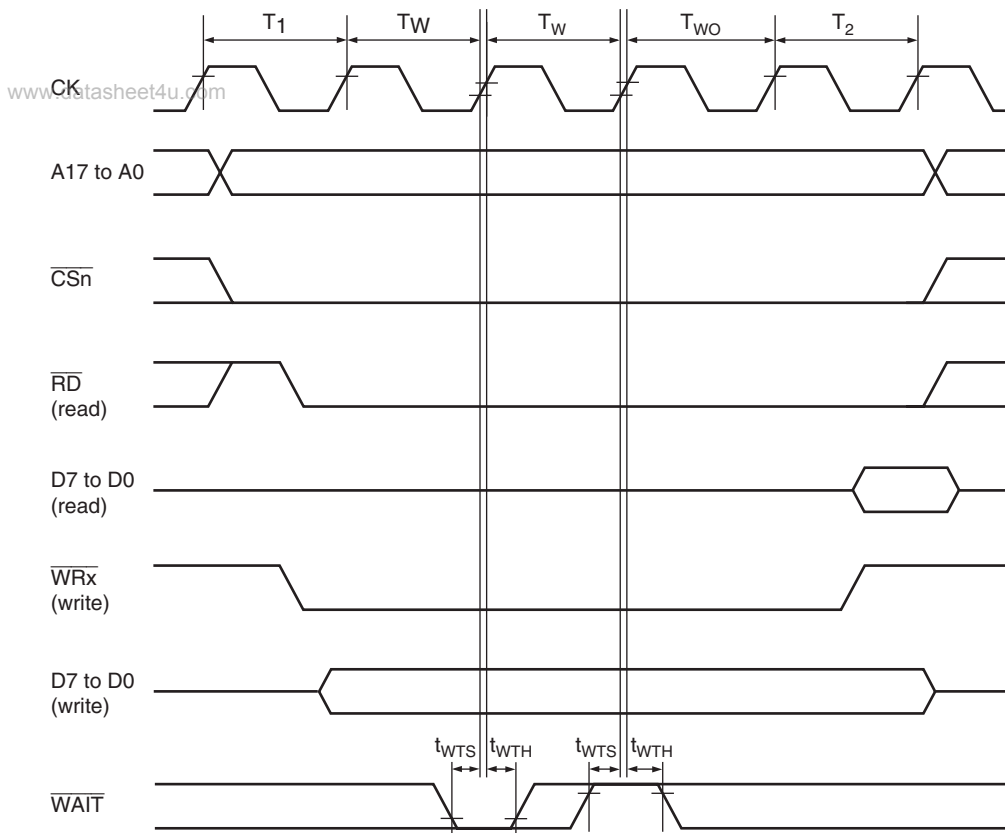 T1 TW TW TWO T2
CK
www.datasheet4u.com
A17 to A0
CSn
RD
(read)
D7 to D0
(read)
WRx
(write)
D7 to D0
(write)
tWTS tWTH tWTS tWTH
WAIT